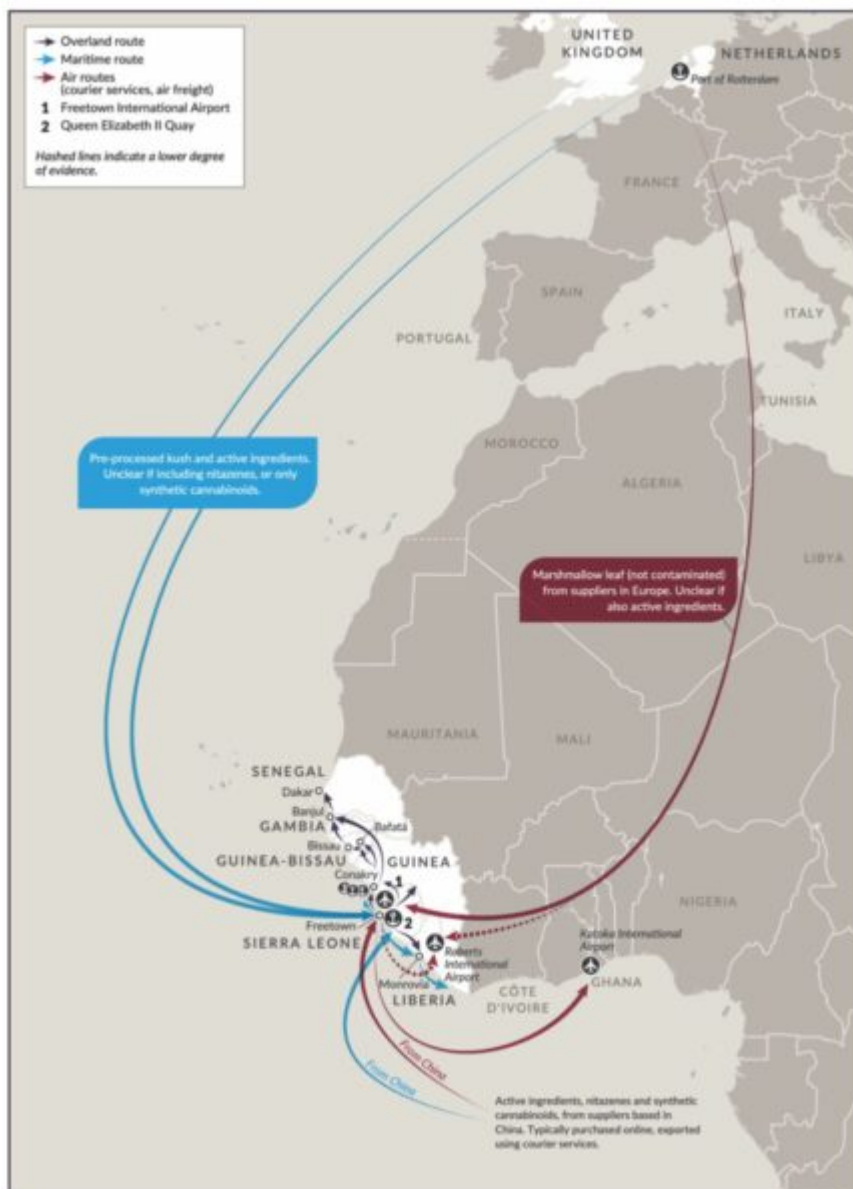 Overland route
Maritime route
Air routes
(courier services, air freight)
1 Freetown International Airport
2 Queen Elizabeth II Quay
Hashed lines indicate a lower degree
of evidence.
UNITED
KINGDOM
NETHERLANDS
Port of Rotterdam
FRANCE
SPAIN
ITALY
PORTUGAL
TUNISIA
MOROCCO
Pre-processed kush and active ingredients.
Unclear if including nitazenes, or only
synthetic cannabinoids.
ALGERIA
LIBYA
Marshmallow leaf (not contaminated)
from suppliers in Europe. Unclear if
also active ingredients.
MAURITANIA
MALI
SENEGAL
Dakar
Banjul
GAMBIA
Bafatá
Bissau
GUINEA-BISSAU
GUINEA
Conakry
1
NIGERIA
2
Freetown
SIERRA LEONE
Kotoka International
Airport
Roberts
International
Airport
Monrovia
LIBERIA
CÔTE
D'IVOIRE
GHANA
From China
From China
Active ingredients, nitazenes and synthetic
cannabinoids, from suppliers based in
China. Typically purchased online, exported
using courier services.